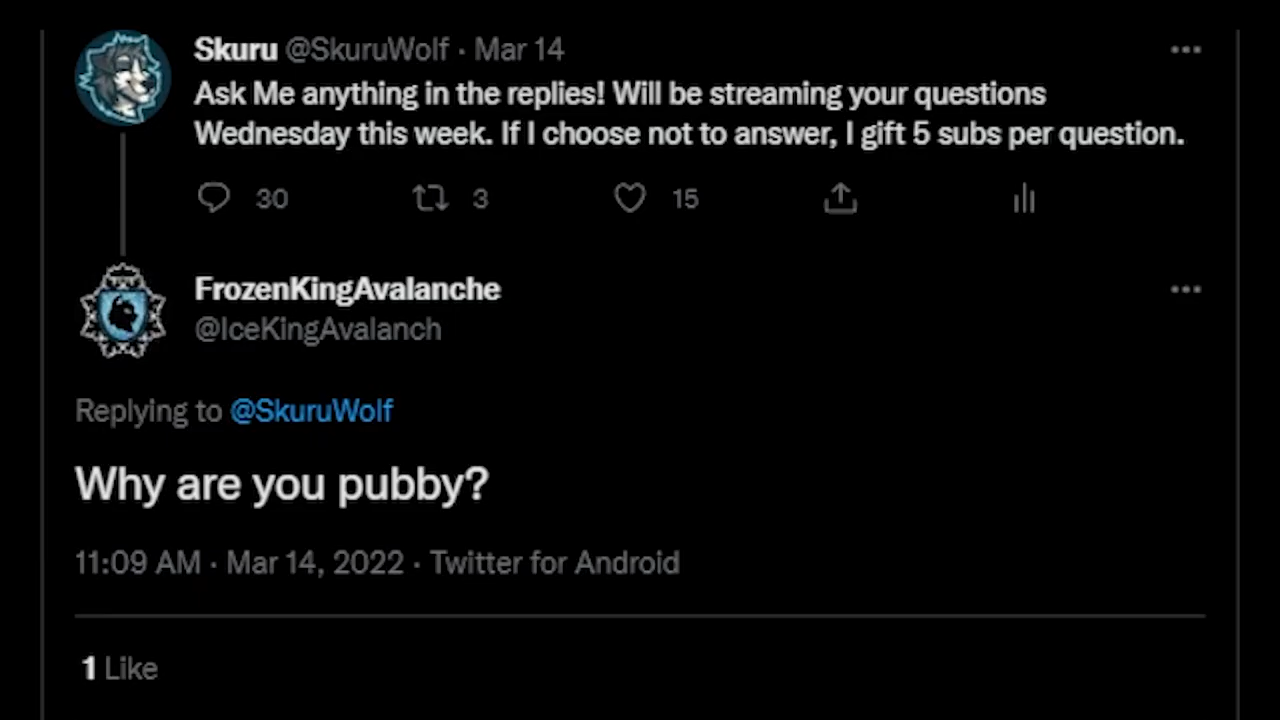 Skuru @SkuruWolf · Mar 14
Ask Me anything in the replies! Will be streaming your questions
Wednesday this week. If I choose not to answer, I gift 5 subs per question.
30 3 15
FrozenKingAvalanche
@IceKingAvalanch
Replying to @SkuruWolf
Why are you pubby?
11:09 AM · Mar 14, 2022 · Twitter for Android
1 Like